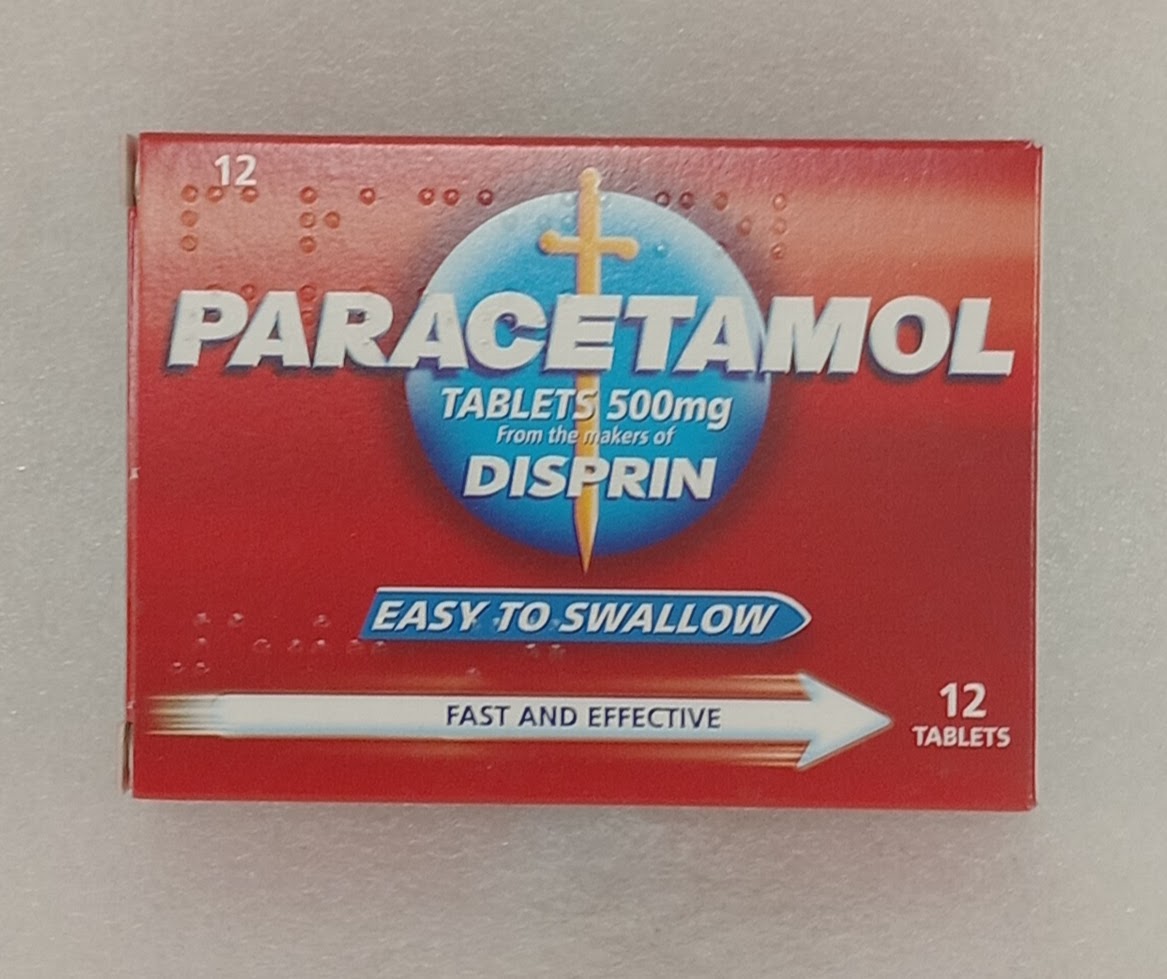 12
PARACETAMOL
TABLETS 500mg
From the makers of
DISPRIN
EASY TO SWALLOW
FAST AND EFFECTIVE
12
TABLETS